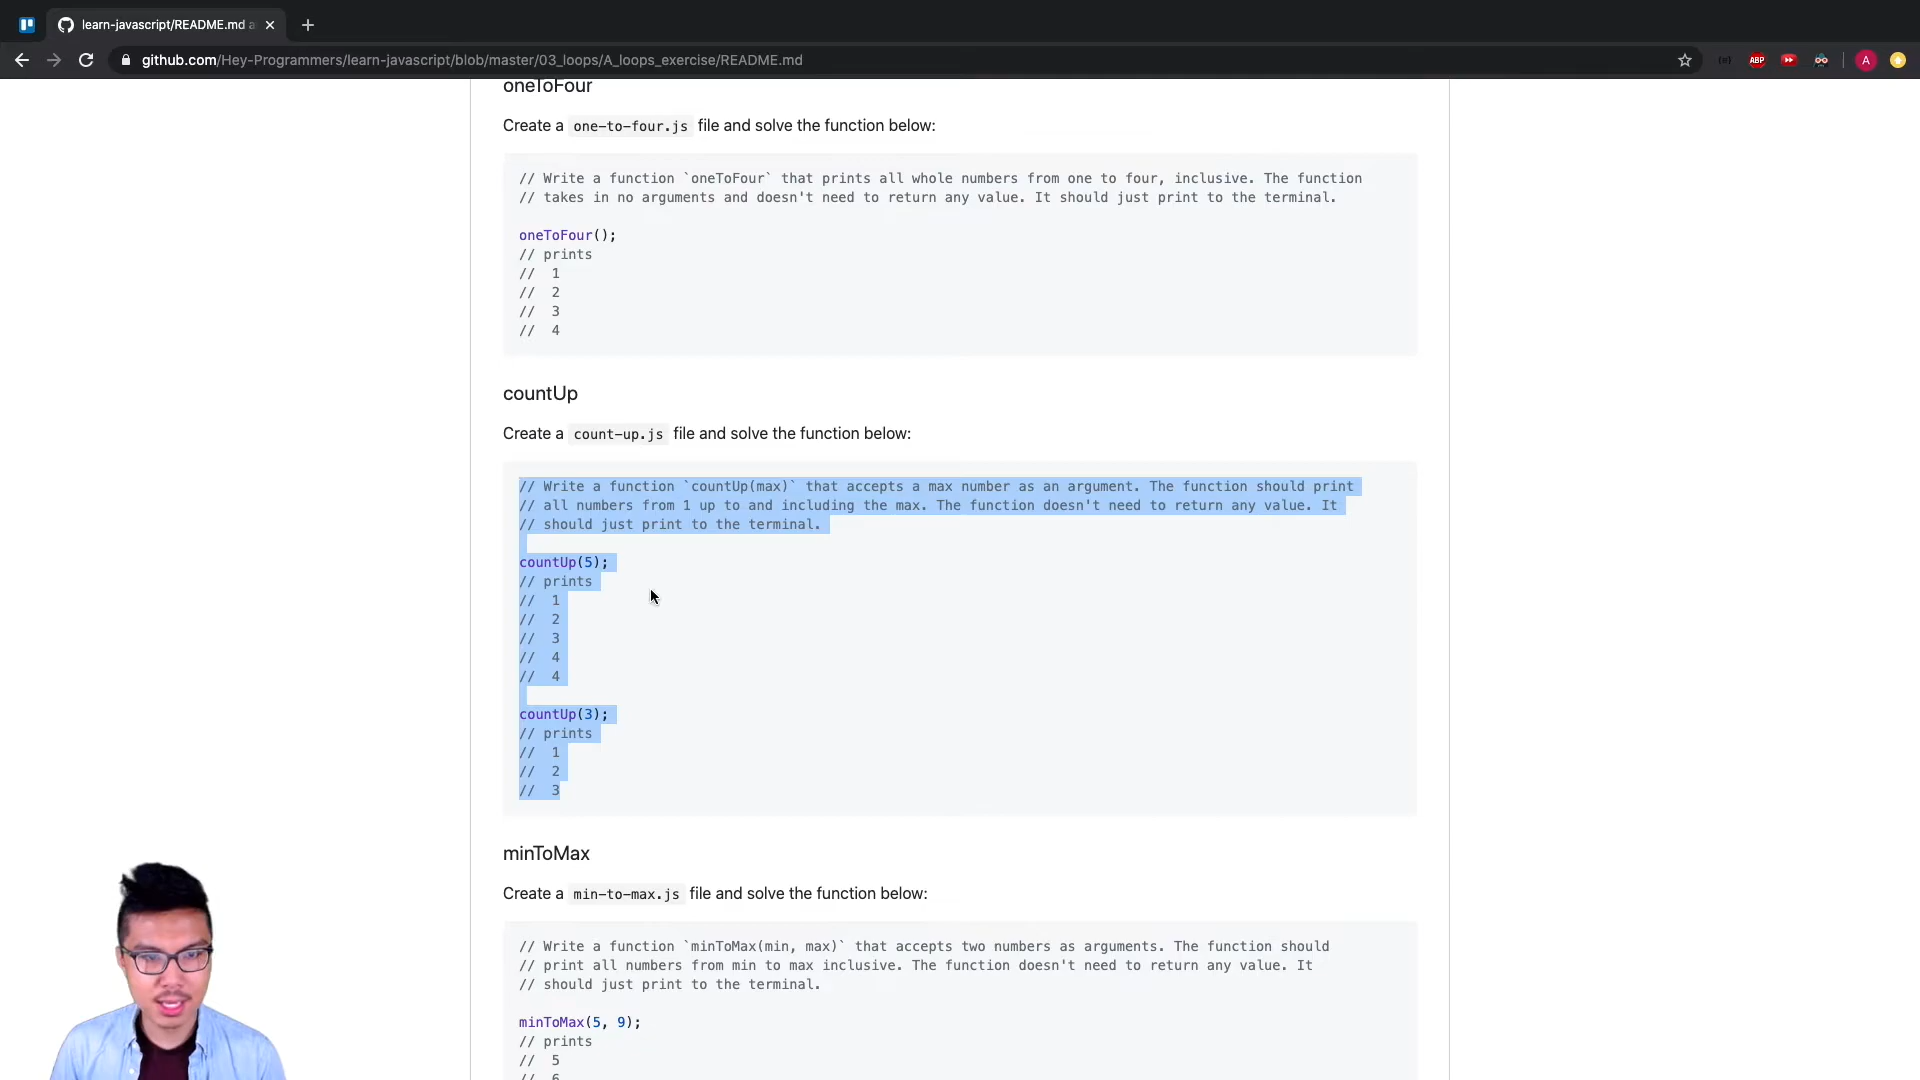 learn-javascript/README.md a
github.com/Hey-Programmers/learn-javascript/blob/master/03_loops/A_loops_exercise/README.md
ABP
A
oneToFour
Create a one-to-four.js file and solve the function below:
// Write a function `oneToFour` that prints all whole numbers from one to four, inclusive. The function
// takes in no arguments and doesn't need to return any value. It should just print to the terminal.
oneToFour();
// prints
//  1
//  2
//  3
//  4
countUp
Create a count-up.js file and solve the function below:
// Write a function `countUp(max)` that accepts a max number as an argument. The function should print
// all numbers from 1 up to and including the max. The function doesn't need to return any value. It
// should just print to the terminal.
countUp(5);
// prints
//  1
//  2
//  3
//  4
//  4
countUp(3);
// prints
//  1
//  2
//  3
minToMax
Create a min-to-max.js file and solve the function below:
// Write a function `minToMax(min, max)` that accepts two numbers as arguments. The function should
// print all numbers from min to max inclusive. The function doesn't need to return any value. It
// should just print to the terminal.
minToMax(5, 9);
// prints
//  5
//  6